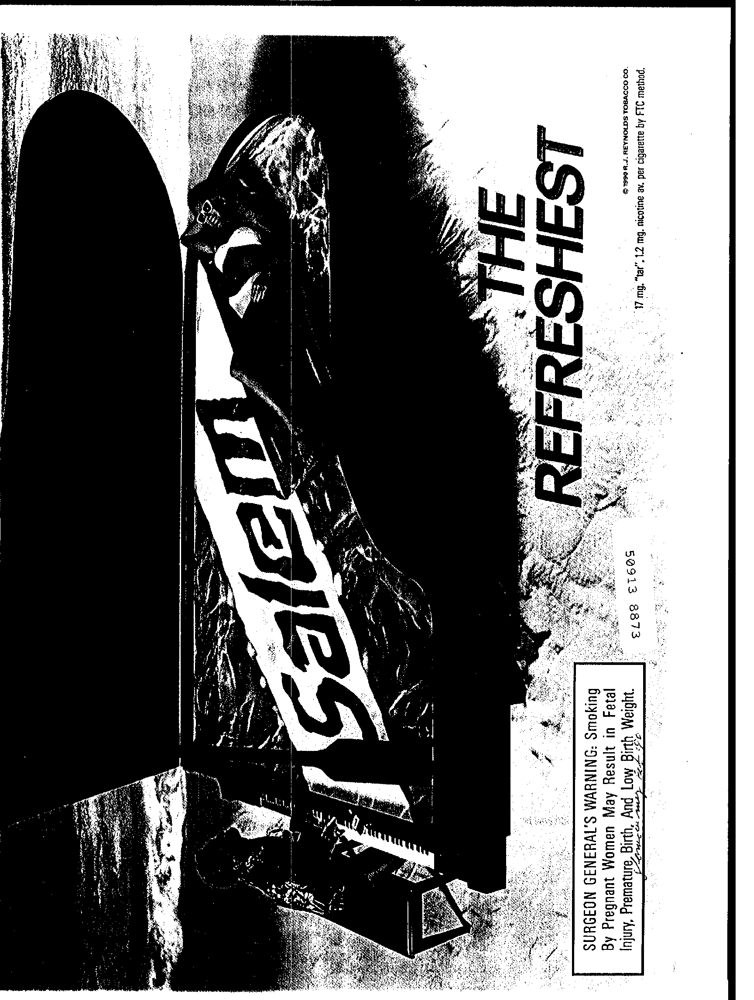 Salem
THE
REFRESHEST
© 1990 R.J. REYNOLDS TOBACCO CO.
17 mg. "tar", 1.2 mg. nicotine av. per cigarette by FTC method.
50913 8873
SURGEON GENERAL'S WARNING: Smoking
By Pregnant Women May Result in Fetal
Injury, Premature Birth, And Low Birth Weight.